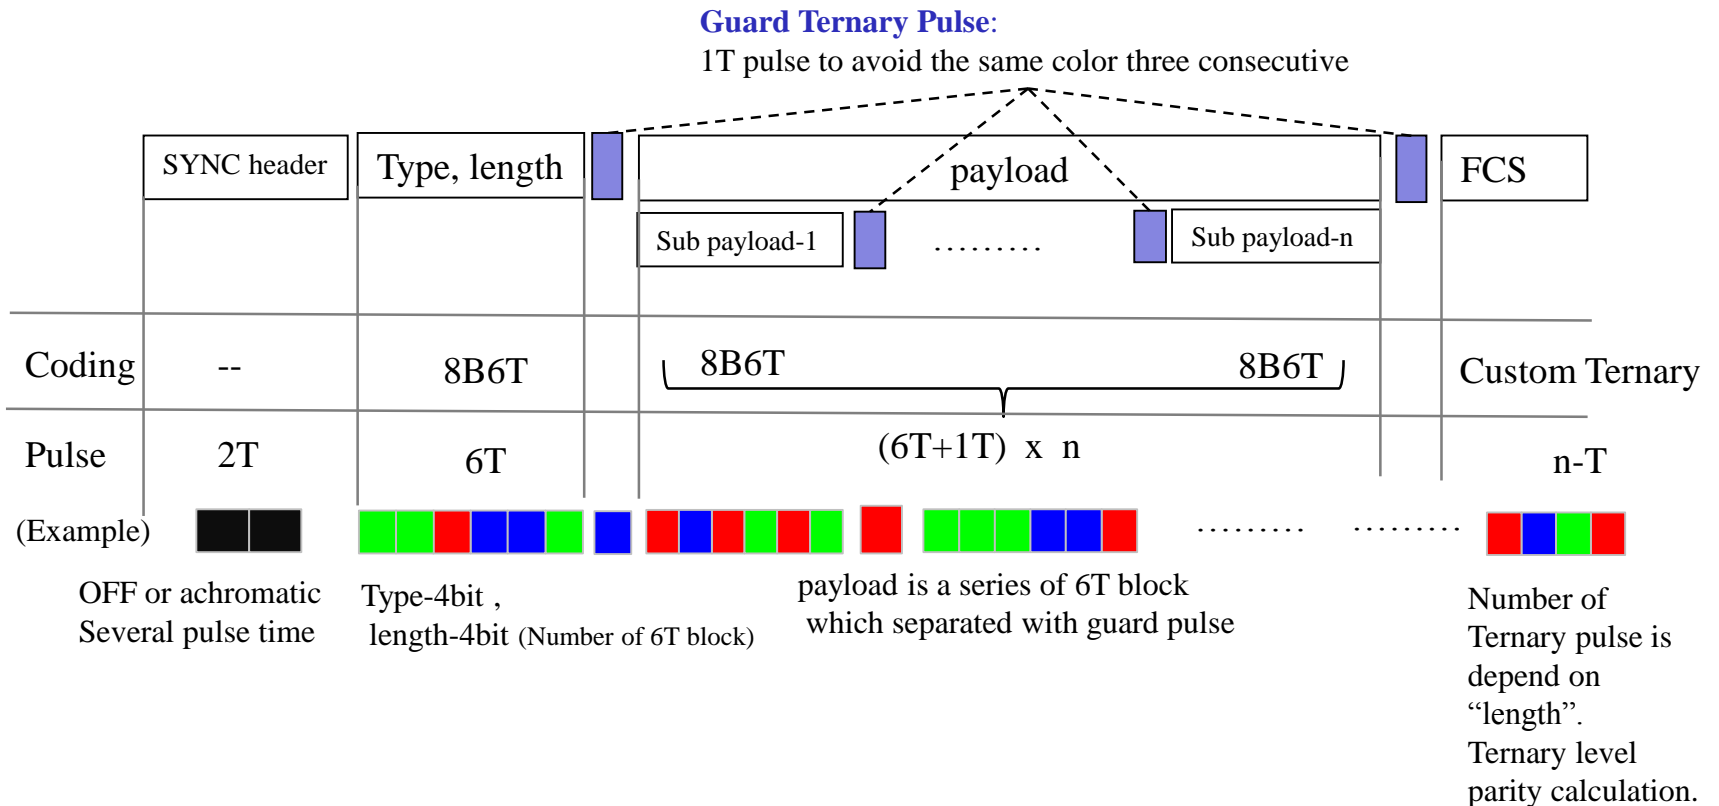 Guard Ternary Pulse:
1T pulse to avoid the same color three consecutive
SYNC header
Type, length
payload
FCS
Sub payload-1
.........
Sub payload-n
Coding
--
8B6T
8B6T
8B6T
Custom Ternary
Pulse
2T
6T
(6T+1T) x n
n-T
(Example)
........
........
OFF or achromatic
Several pulse time
Type-4bit ,
length-4bit (Number of 6T block)
payload is a series of 6T block
which separated with guard pulse
Number of
Ternary pulse is
depend on
“length”.
Ternary level
parity calculation.